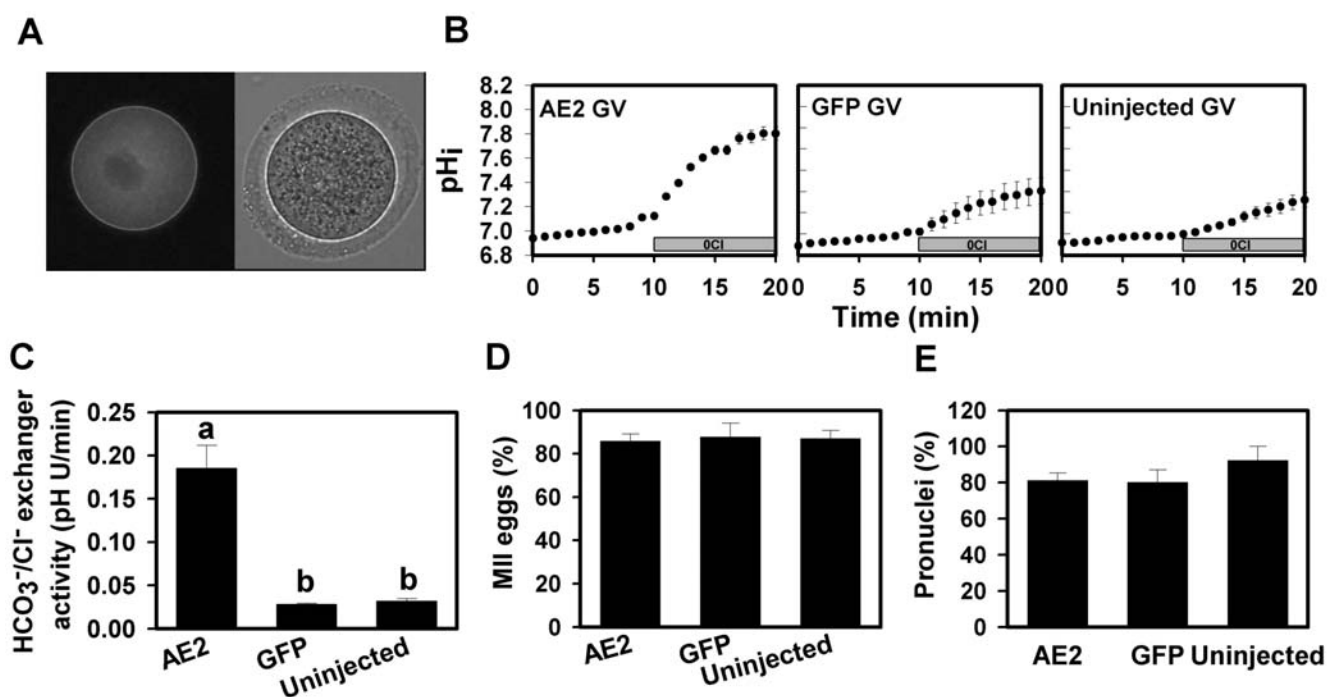 A
B
8.2
8.0
7.8
7.6
7.4
7.2
7.0
6.8
pHi
AE2 GV
GFP GV
Uninjected GV
0Cl
0Cl
0Cl
0 5 10 15 20
0 5 10 15 20
0 5 10 15 20
Time (min)
C
HCO3-/Cl- exchanger
activity (pH U/min)
0.25
0.20
0.15
0.10
0.05
0.00
a
b
b
AE2
GFP
Uninjected
D
MII eggs (%)
100
80
60
40
20
0
AE2
GFP
Uninjected
E
Pronuclei (%)
120
100
80
60
40
20
0
AE2
GFP
Uninjected